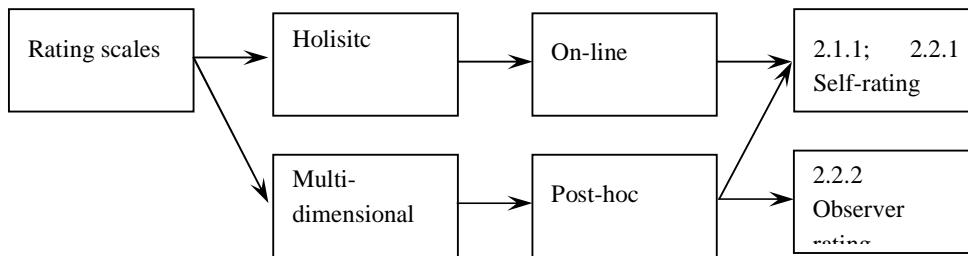 Rating scales
Holisitc
On-line
2.1.1; 2.2.1
Self-rating
Multi-
dimensional
Post-hoc
2.2.2
Observer
rating